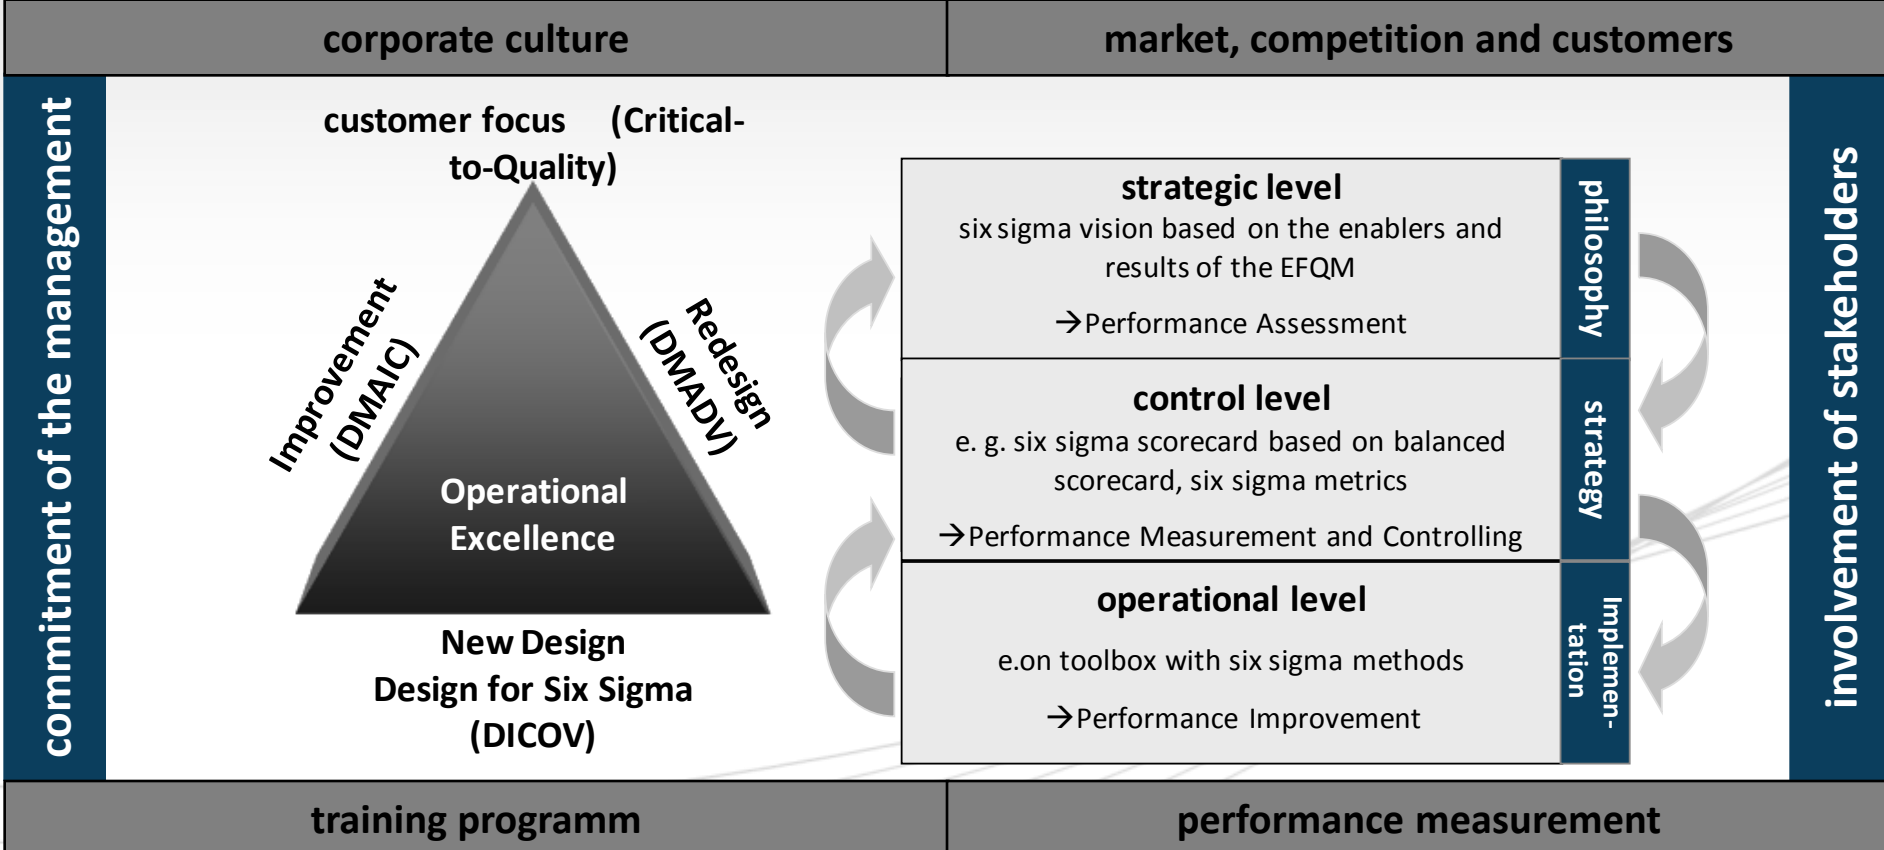 corporate culture
market, competition and customers
commitment of the management
customer focus (Critical-
to-Quality)
Improvement
(DMAIC)
Redesign
(DMADV)
Operational
Excellence
New Design
Design for Six Sigma
(DICOV)
strategic level
six sigma vision based on the enablers and
results of the EFQM
→Performance Assessment
philosophy
control level
e. g. six sigma scorecard based on balanced
scorecard, six sigma metrics
→Performance Measurement and Controlling
strategy
operational level
e.on toolbox with six sigma methods
→Performance Improvement
Implemen-
tation
involvement of stakeholders
training programm
performance measurement